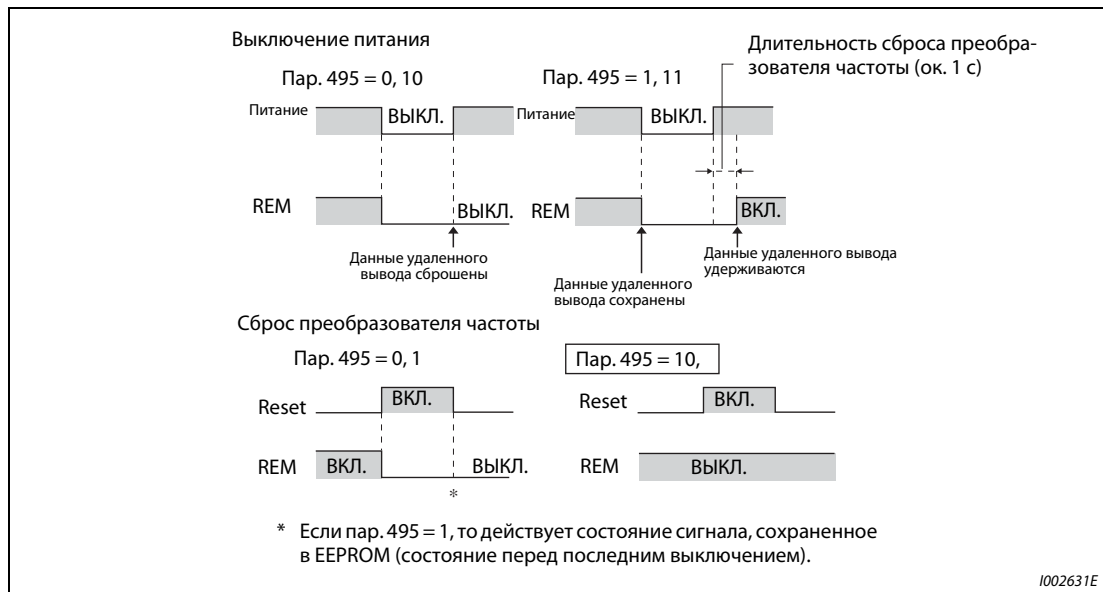 Выключение питания
Длительность сброса преобра-
зователя частоты (ок. 1 с)
Пар. 495 = 0, 10
Пар. 495 = 1, 11
Питание
ВЫКЛ.
Питание
ВЫКЛ.
REM
ВЫКЛ.
REM
ВКЛ.
Данные удаленного
вывода сброшены
Данные удаленного
вывода сохранены
Данные удаленного вывода
удерживаются
Сброс преобразователя частоты
Пар. 495 = 0, 1
Пар. 495 = 10,
Reset
ВКЛ.
Reset
ВКЛ.
REM
ВКЛ.
ВЫКЛ.
REM
ВЫКЛ.
*
* Если пар. 495 = 1, то действует состояние сигнала, сохраненное
в EEPROM (состояние перед последним выключением).
I002631E